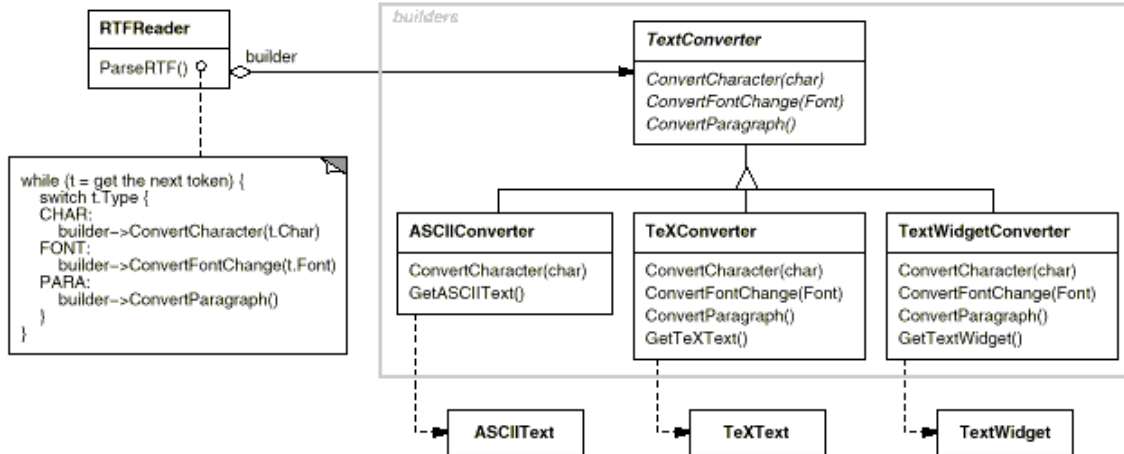 builders
RTFReader
ParseRTF()
builder
TextConverter
ConvertCharacter(char)
ConvertFontChange(Font)
ConvertParagraph()
while (t = get the next token) {
switch t.Type {
CHAR:
builder->ConvertCharacter(t.Char)
FONT:
builder->ConvertFontChange(t.Font)
PARA:
builder->ConvertParagraph()
}
}
ASCIIConverter
ConvertCharacter(char)
GetASCIIText()
TeXConverter
ConvertCharacter(char)
ConvertFontChange(Font)
ConvertParagraph()
GetTeXText()
TextWidgetConverter
ConvertCharacter(char)
ConvertFontChange(Font)
ConvertParagraph()
GetTextWidget()
ASCIIText
TeXText
TextWidget